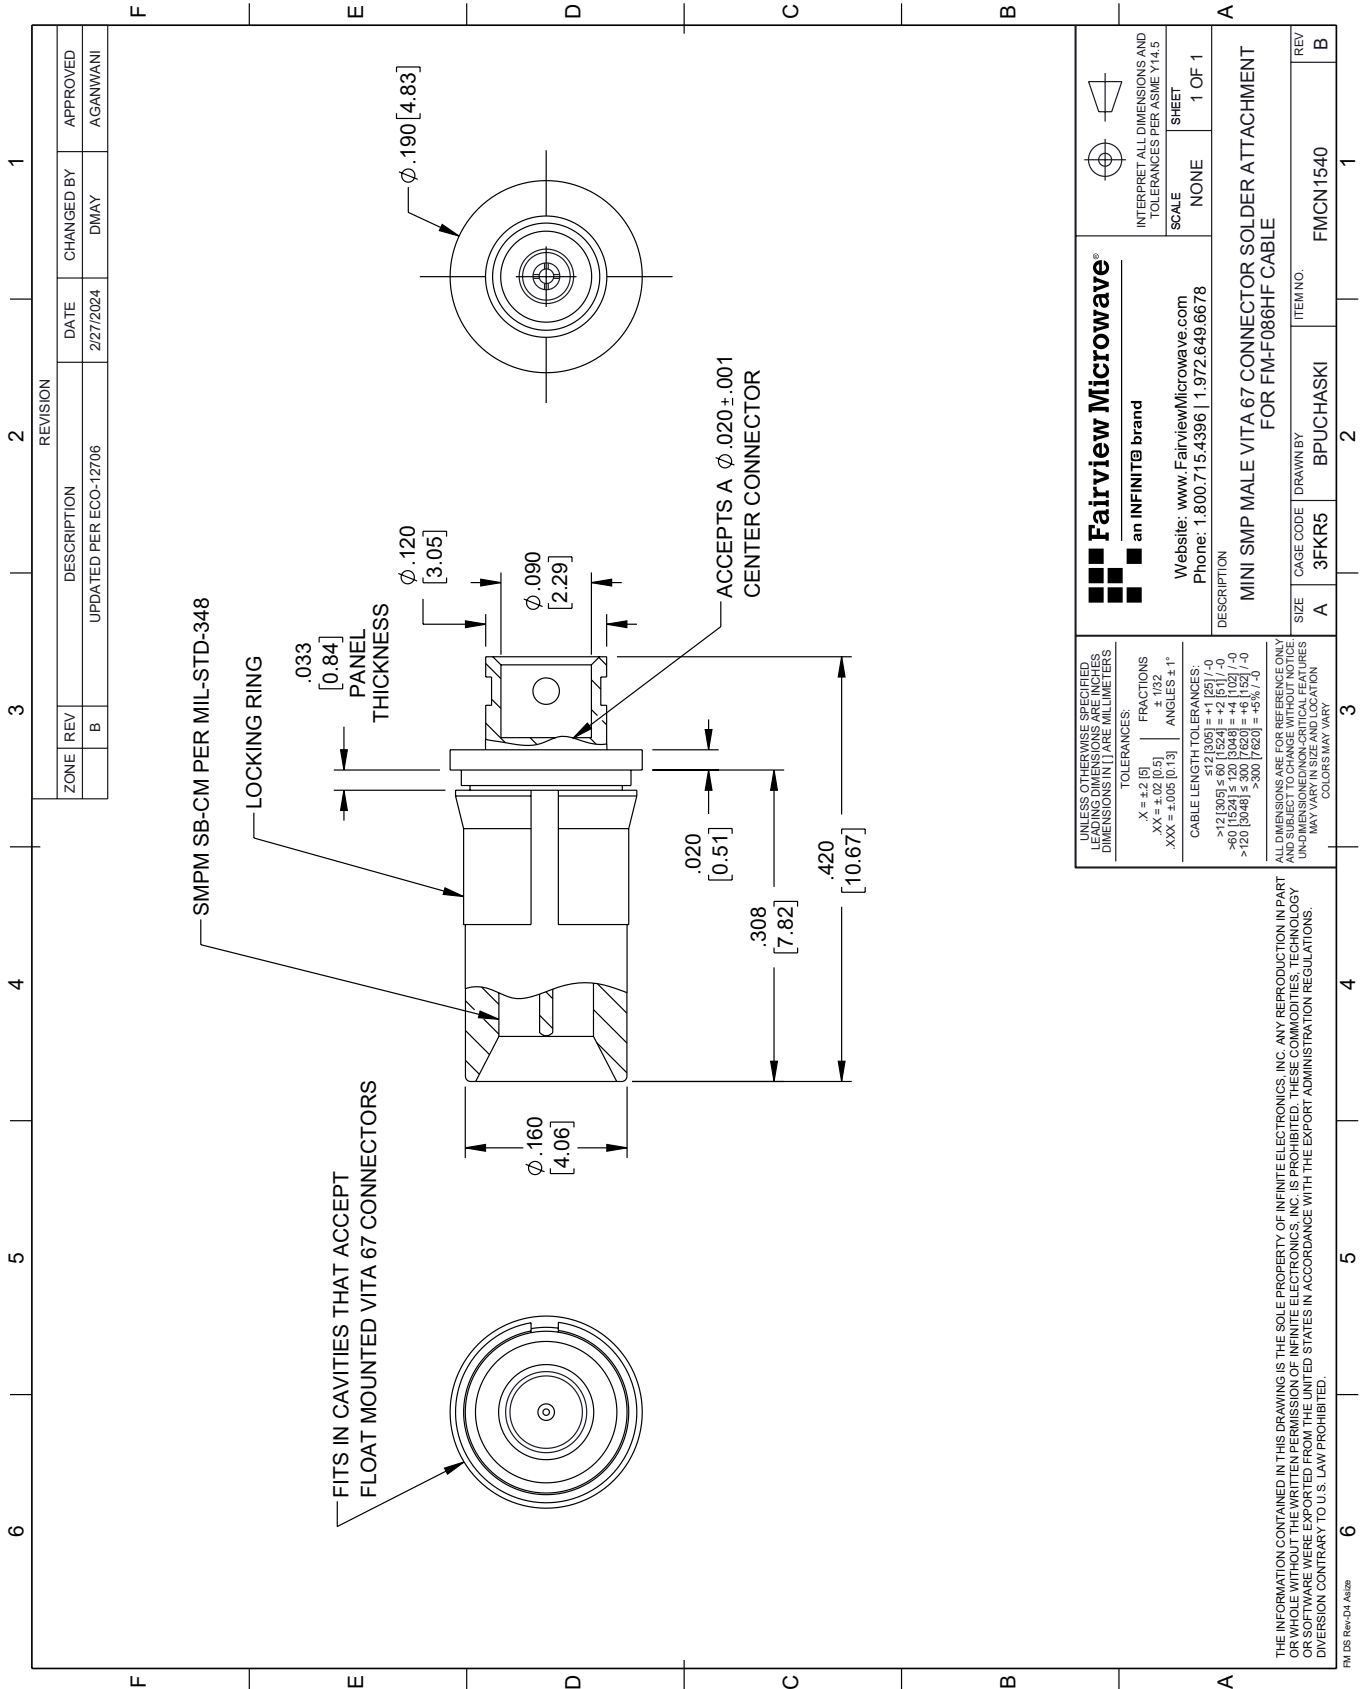 6
5
4
3
2
1
F
E
D
C
B
A
REVISION
ZONE
REV
DESCRIPTION
DATE
CHANGED BY
APPROVED
B
UPDATED PER ECO-12706
2/27/2024
DMAY
AGANWANI
FITS IN CAVITIES THAT ACCEPT
FLOAT MOUNTED VITA 67 CONNECTORS
SMPM SB-CM PER MIL-STD-348
LOCKING RING
.033
[0.84]
PANEL
THICKNESS
∅.120
[3.05]
∅.090
[2.29]
∅.190 [4.83]
∅.160
[4.06]
.020
[0.51]
.308
[7.82]
.420
[10.67]
ACCEPTS A ∅.020±.001
CENTER CONNECTOR
UNLESS OTHERWISE SPECIFIED
LEADING DIMENSIONS ARE INCHES
DIMENSIONS IN [ ] ARE MILLIMETERS
TOLERANCES:
.X = ±.2 [5]
.XX = ±.02 [0.5]
.XXX = ±.005 [0.13]
FRACTIONS
± 1/32
ANGLES ± 1°
CABLE LENGTH TOLERANCES:
≤12 [305] = +1 [25] / -0
>12 [305] ≤ 60 [1524] = +2 [51] / -0
>60 [1524] ≤ 120 [3048] = +4 [102] / -0
>120 [3048] ≤ 300 [7620] = +6 [152] / -0
>300 [7620] = +5% / -0
ALL DIMENSIONS ARE FOR REFERENCE ONLY
AND SUBJECT TO CHANGE WITHOUT NOTICE.
UN-DIMENSIONED/NON-CRITICAL FEATURES
MAY VARY IN SIZE AND LOCATION
COLORS MAY VARY
Fairview Microwave®
an INFINIT® brand
Website: www.FairviewMicrowave.com
Phone: 1.800.715.4396 | 1.972.649.6678
INTERPRET ALL DIMENSIONS AND
TOLERANCES PER ASME Y14.5
SCALE
NONE
SHEET
1 OF 1
DESCRIPTION
MINI SMP MALE VITA 67 CONNECTOR SOLDER ATTACHMENT
FOR FM-F086HF CABLE
SIZE
A
CAGE CODE
3FKR5
DRAWN BY
BPUCHASKI
ITEM NO.
FMCN1540
REV
B
THE INFORMATION CONTAINED IN THIS DRAWING IS THE SOLE PROPERTY OF INFINITE ELECTRONICS, INC. ANY REPRODUCTION IN PART
OR WHOLE WITHOUT THE WRITTEN PERMISSION OF INFINITE ELECTRONICS, INC. IS PROHIBITED. THESE COMMODITIES, TECHNOLOGY
OR SOFTWARE WERE EXPORTED FROM THE UNITED STATES IN ACCORDANCE WITH THE EXPORT ADMINISTRATION REGULATIONS.
DIVERSION CONTRARY TO U.S. LAW PROHIBITED.
F
E
D
C
B
A
6
5
4
3
2
1
FM DS Rev-D4 Asize